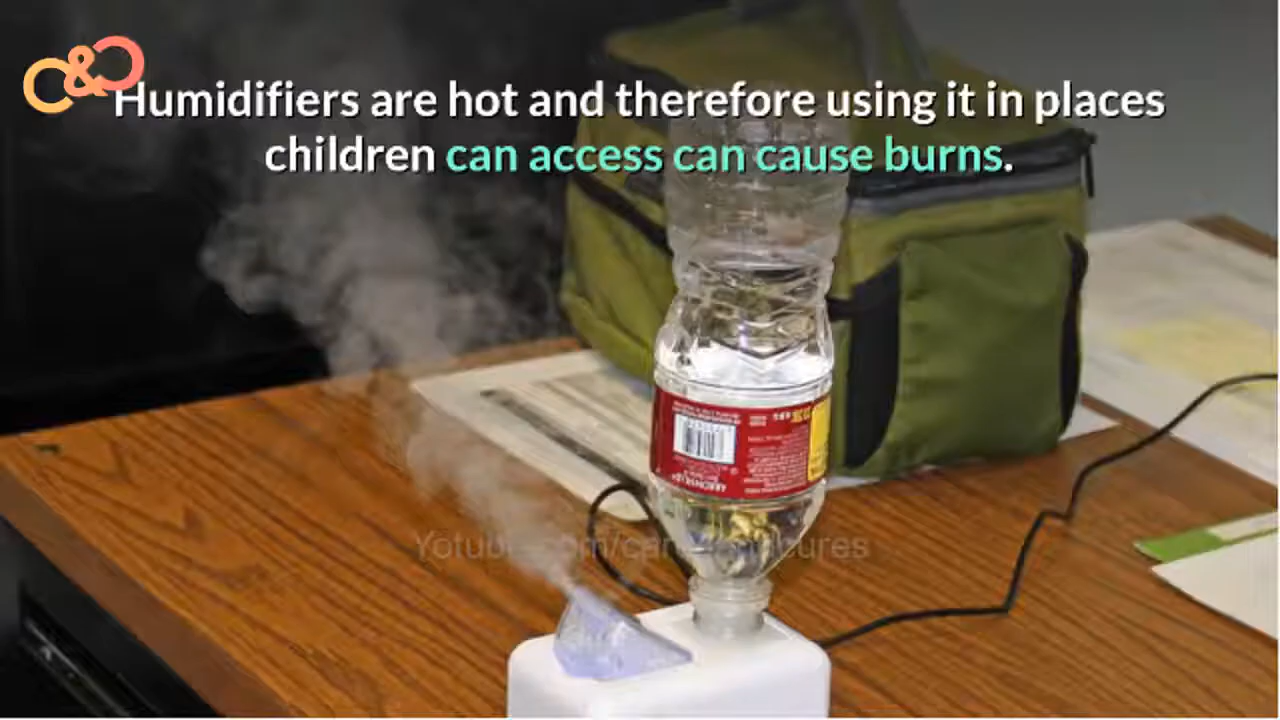 C&C
Humidifiers are hot and therefore using it in places
children can access can cause burns.